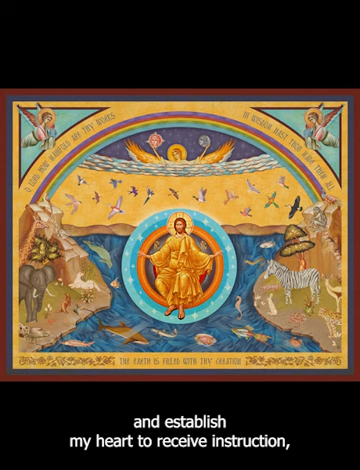 O LORD HOW MANIFOLD ARE THY WORKS
IN WISDOM HAST THOU MADE THEM ALL
THE EARTH IS FILLED WITH THY CREATION
and establish
my heart to receive instruction,